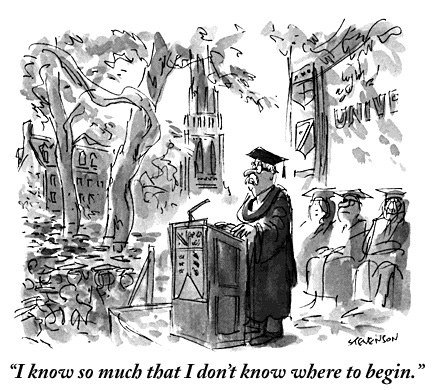 UNIVE
STEVENSON
“I know so much that I don’t know where to begin.”